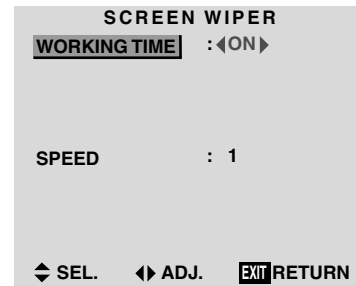 SCREEN WIPER
WORKING TIME : ◀ON▶
SPEED : 1
SEL. ADJ. EXIT RETURN